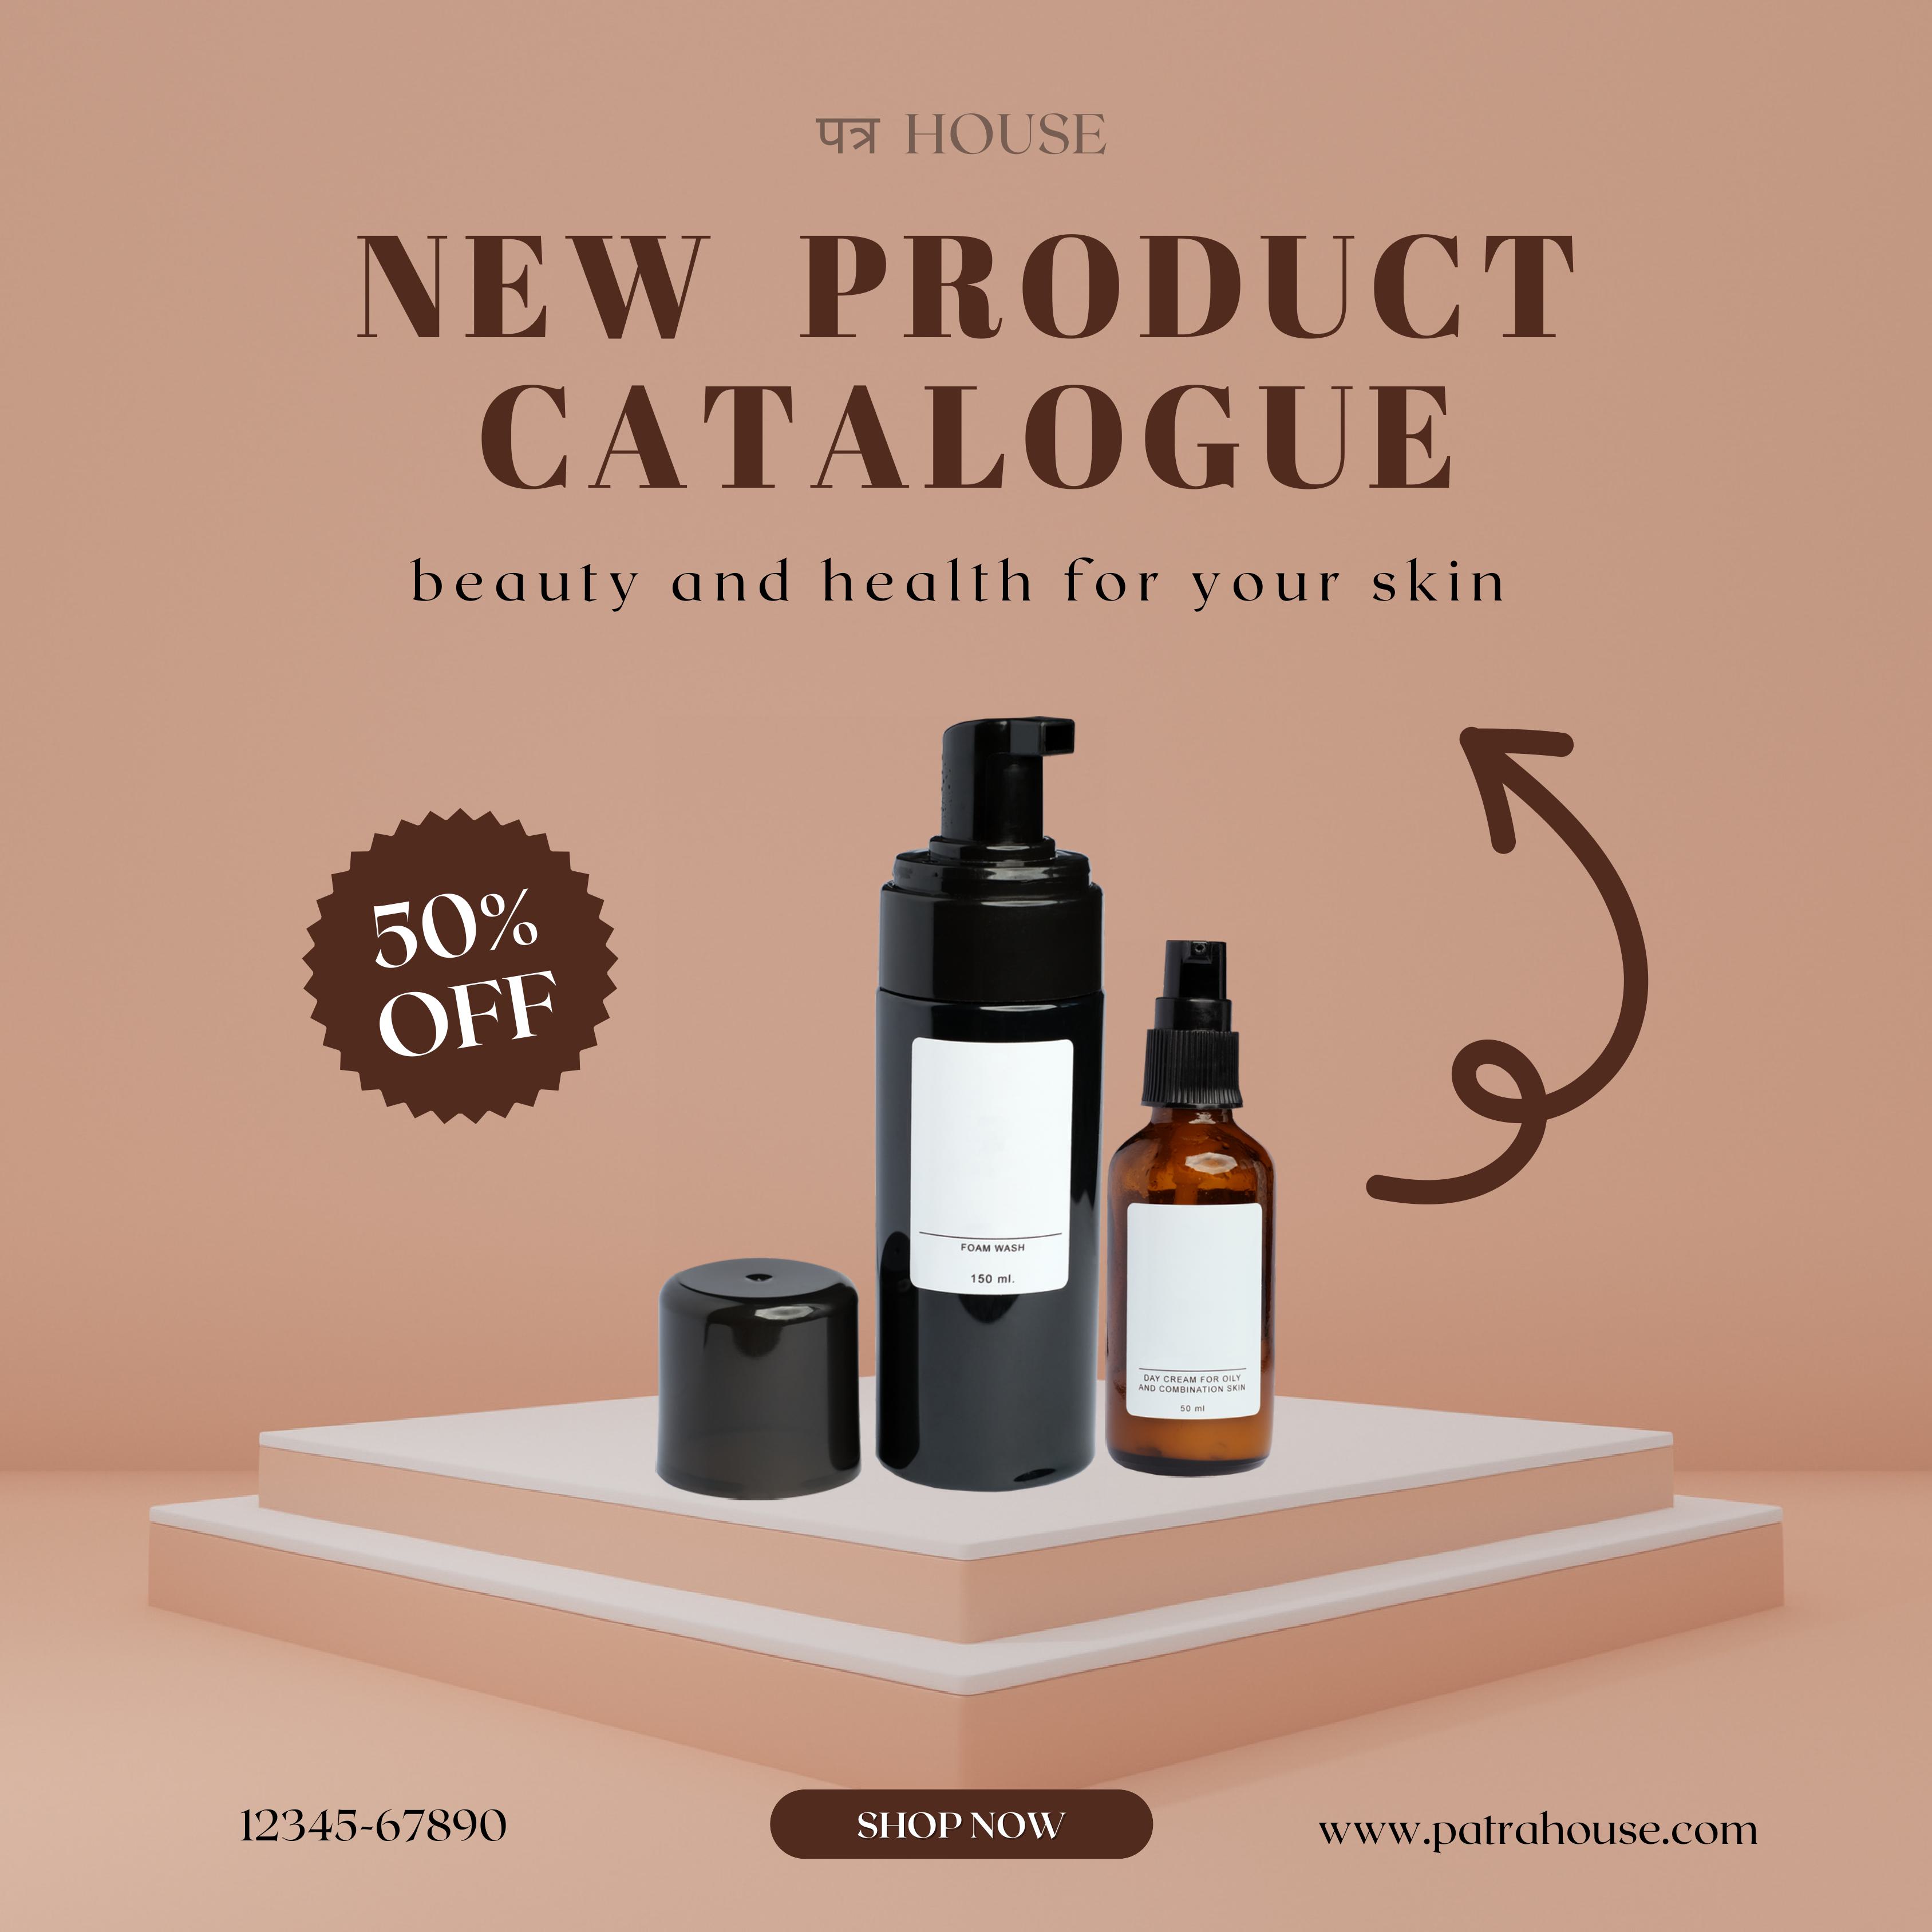 पत्र HOUSE
NEW PRODUCT
CATALOGUE
beauty and health for your skin
50%
OFF
FOAM WASH
150 ml.
DAY CREAM FOR OILY
AND COMBINATION SKIN
50 ml
12345-67890
SHOP NOW
www.patrahouse.com